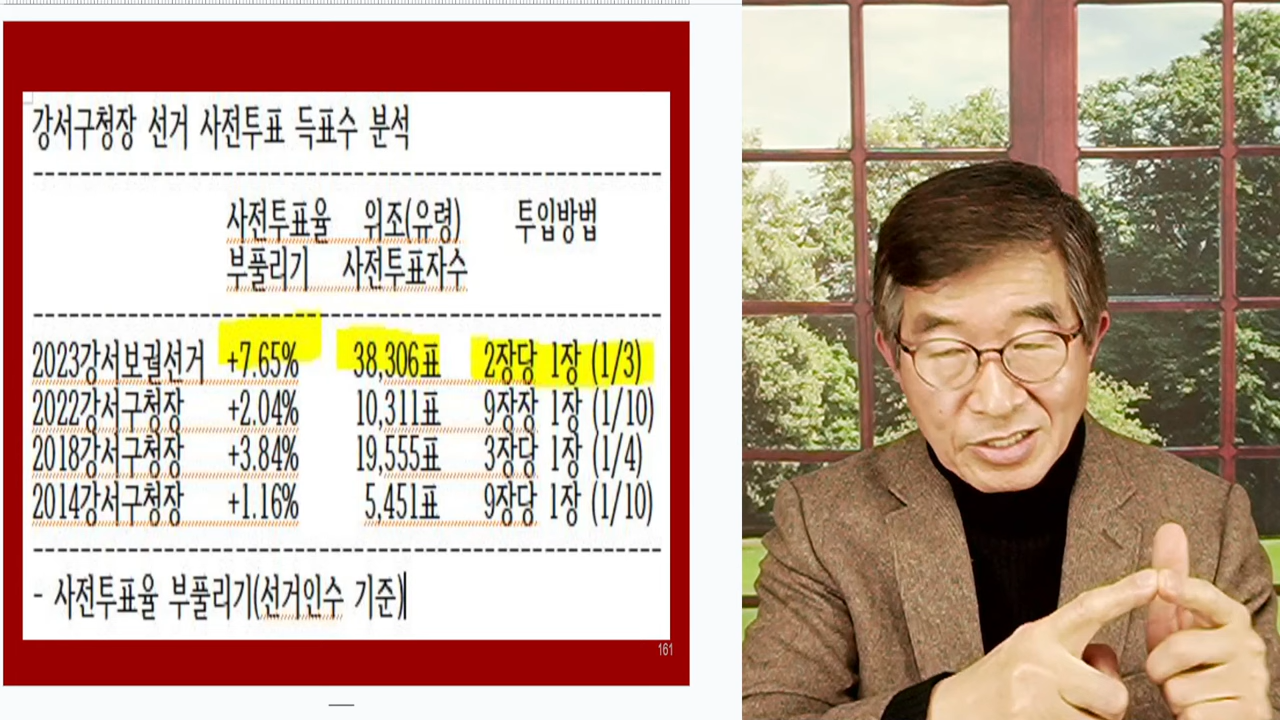 강서구청장 선거 사전투표 득표수 분석
사전투표율 위조(유령) 투입방법
부풀리기 사전투표자수
2023강서보궐선거 +7.65% 38,306표 2장당 1장 (1/3)
2022강서구청장 +2.04% 10,311표 9장장 1장 (1/10)
2018강서구청장 +3.84% 19,555표 3장당 1장 (1/4)
2014강서구청장 +1.16% 5,451표 9장당 1장 (1/10)
- 사전투표율 부풀리기(선거인수 기준)
161